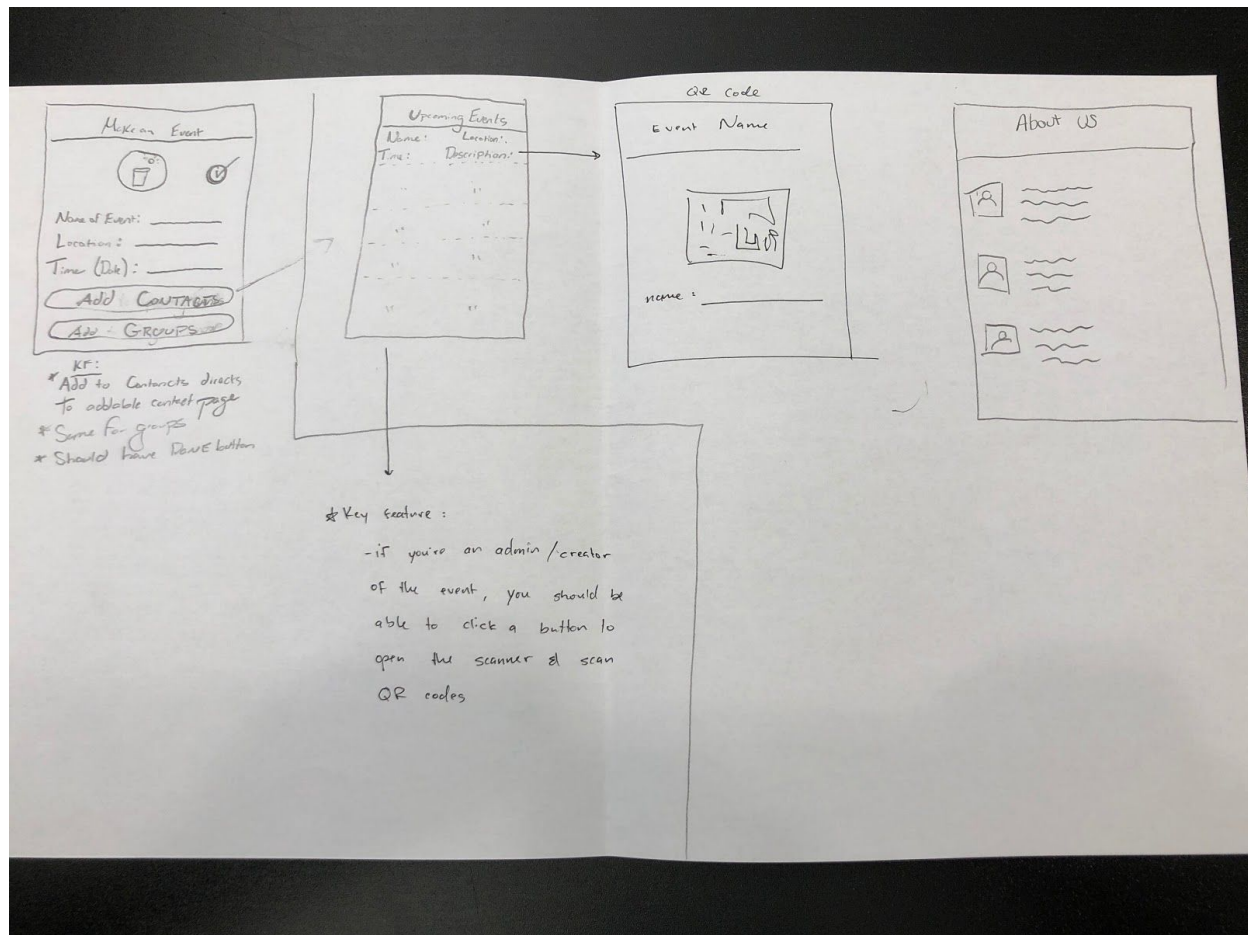 Make an Event
Name of Event:
Location:
Time (Date):
Add CONTACTS
Add GROUPS
KF:
* Add to Contancts directs
to addable contact page
* Same for groups
* Should have DONE button
Upcoming Events
Name: Location:
Time: Description:
" "
" "
" "
" "
* Key feature:
- if you're an admin/creator
of the event, you should be
able to click a button to
open the scanner & scan
QR codes
QR code
Event Name
name:
About US